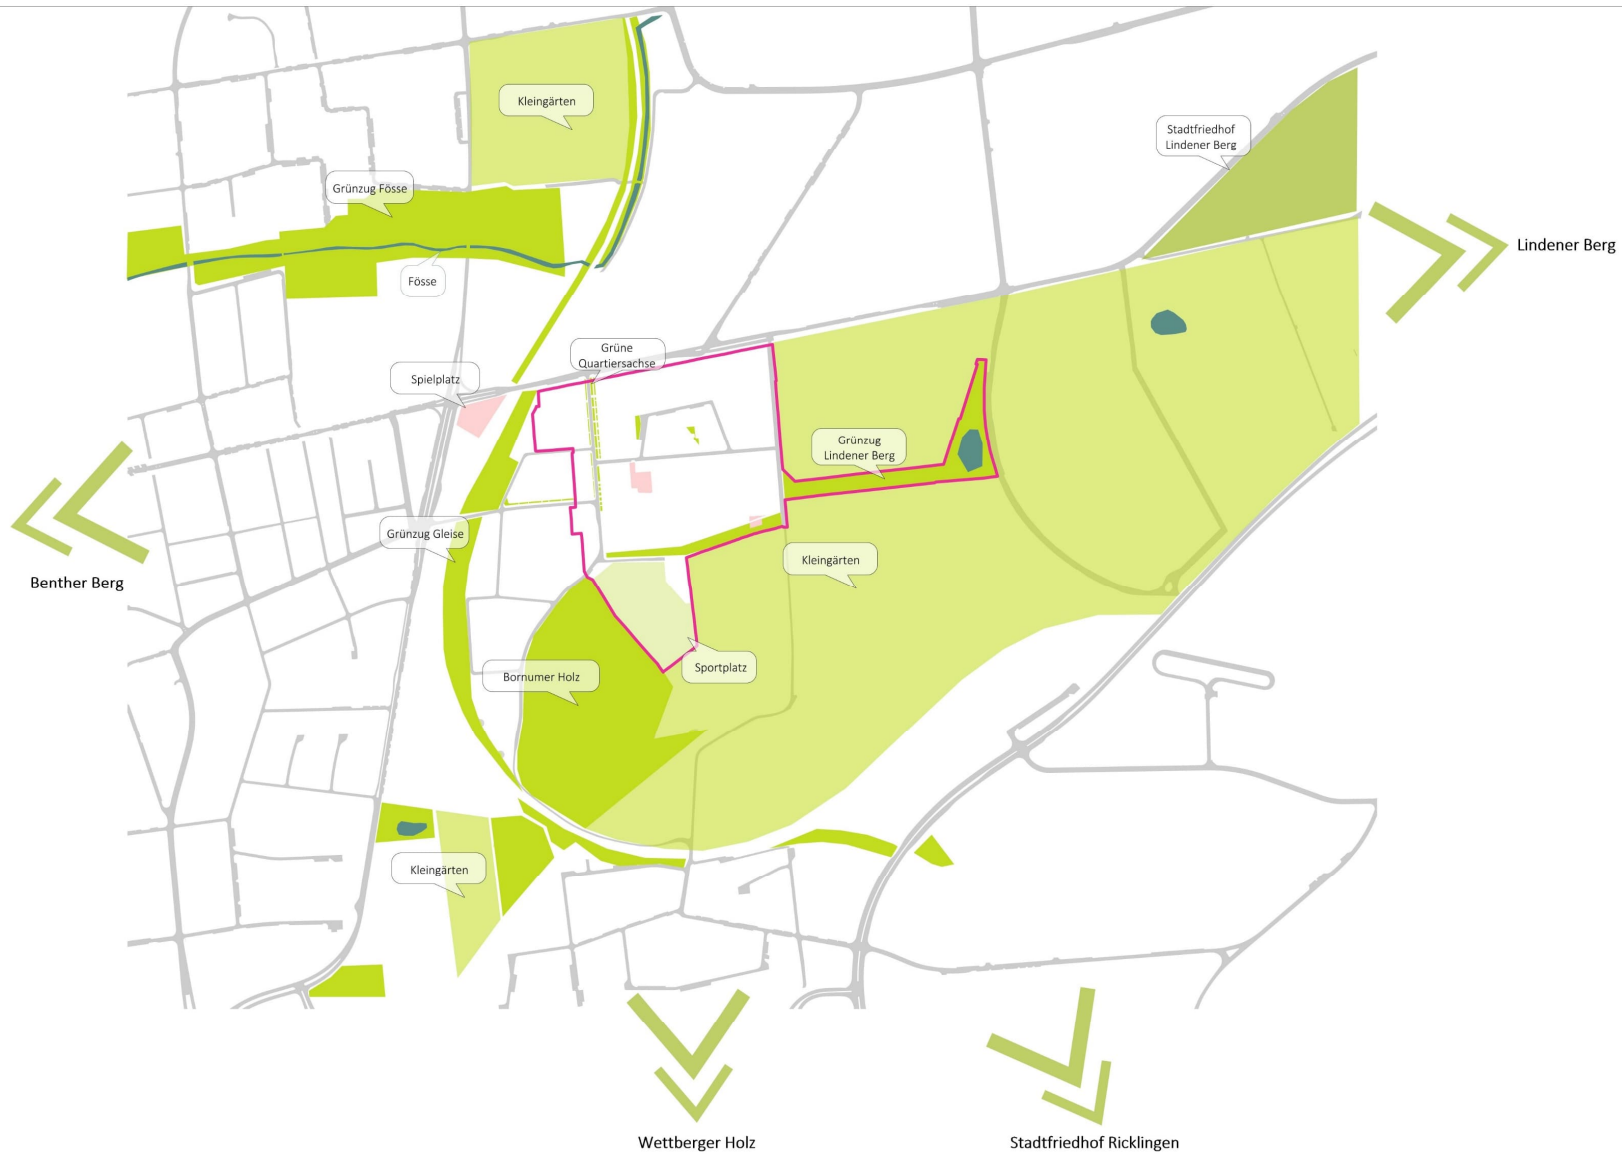 Kleingärten
Stadtfriedhof
Lindener Berg
Grünzug Fösse
Lindener Berg
Fösse
Grüne
Quartiersachse
Spielplatz
Grünzug
Lindener Berg
Grünzug Gleise
Kleingärten
Benther Berg
Sportplatz
Bornumer Holz
Kleingärten
Wettberger Holz
Stadtfriedhof Ricklingen